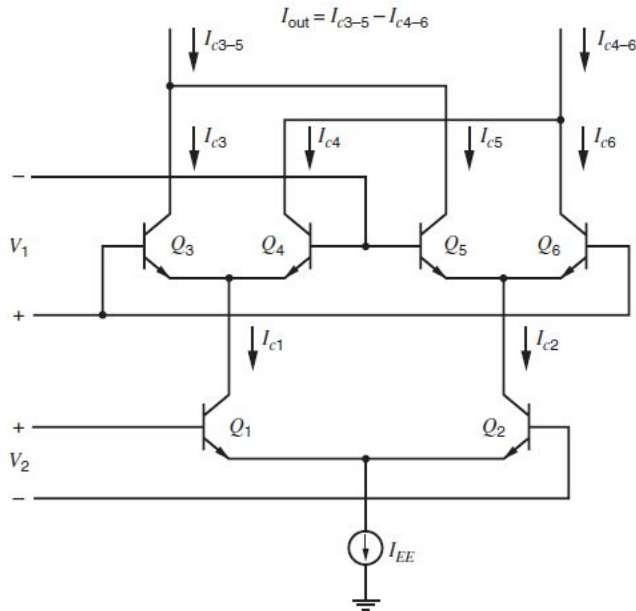 I_out = I_c3–5 – I_c4–6
I_c3–5
I_c4–6
I_c3
I_c4
I_c5
I_c6
–
V_1
Q_3
Q_4
Q_5
Q_6
+
I_c1
I_c2
+
Q_1
Q_2
V_2
–
I_EE